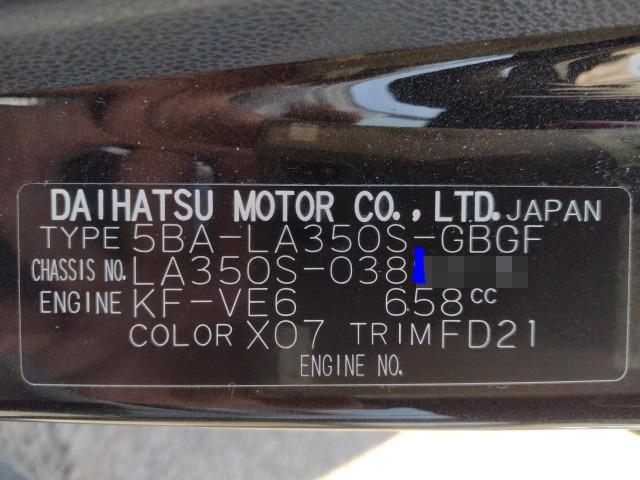 DAIHATSU MOTOR CO., LTD. JAPAN
TYPE 5BA-LA350S-GBGF
CHASSIS NO. LA350S-038
ENGINE KF-VE6 658cc
COLOR X07 TRIM FD21
ENGINE NO.